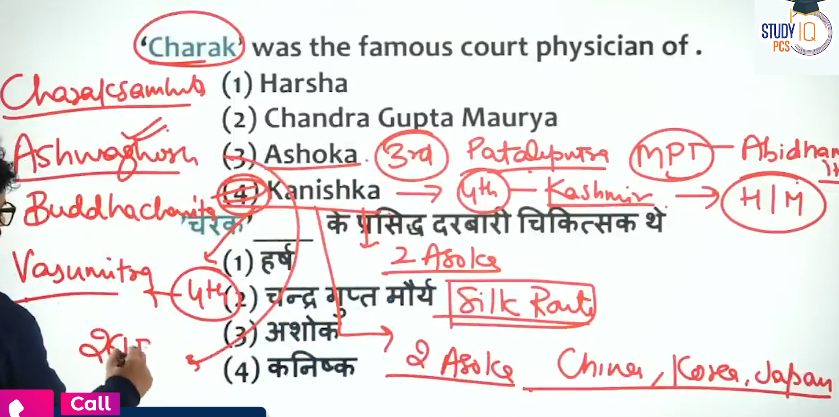 STUDY IQ
PCS
'Charak' was the famous court physician of .
Charaksamhita (1) Harsha
(2) Chandra Gupta Maurya
Ashwaghosh (3) Ashoka . 3rd Pataliputra MPT - Abidham
(4) Kanishka → 4th - Kashmir → H/M
Buddhacharita
'चरक' ____ के प्रसिद्ध दरबारी चिकित्सक थे
(1) हर्ष 2 Asoke
Vasumitra 4th (2) चन्द्र गुप्त मौर्य Silk Route
(3) अशोक
(4) कनिष्क 2 Asoke China, Korea, Japan
Call